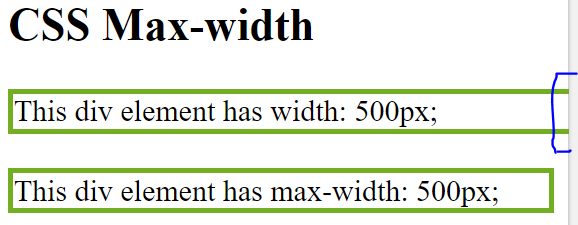 CSS Max-width
This div element has width: 500px;
This div element has max-width: 500px;